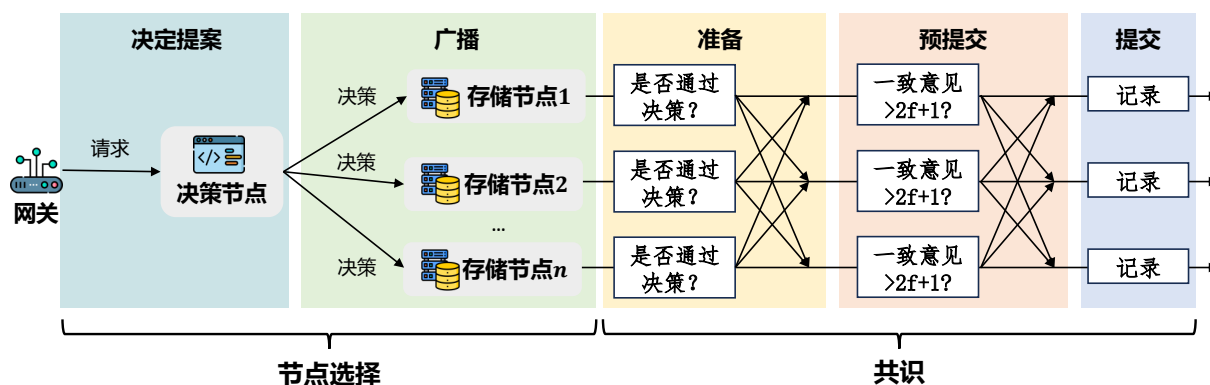 决定提案
广播
准备
预提交
提交
网关
请求
</>
决策节点
决策
存储节点1
决策
存储节点2
...
决策
存储节点n
是否通过
决策？
是否通过
决策？
是否通过
决策？
一致意见
>2f+1?
一致意见
>2f+1?
一致意见
>2f+1?
记录
记录
记录
节点选择
共识